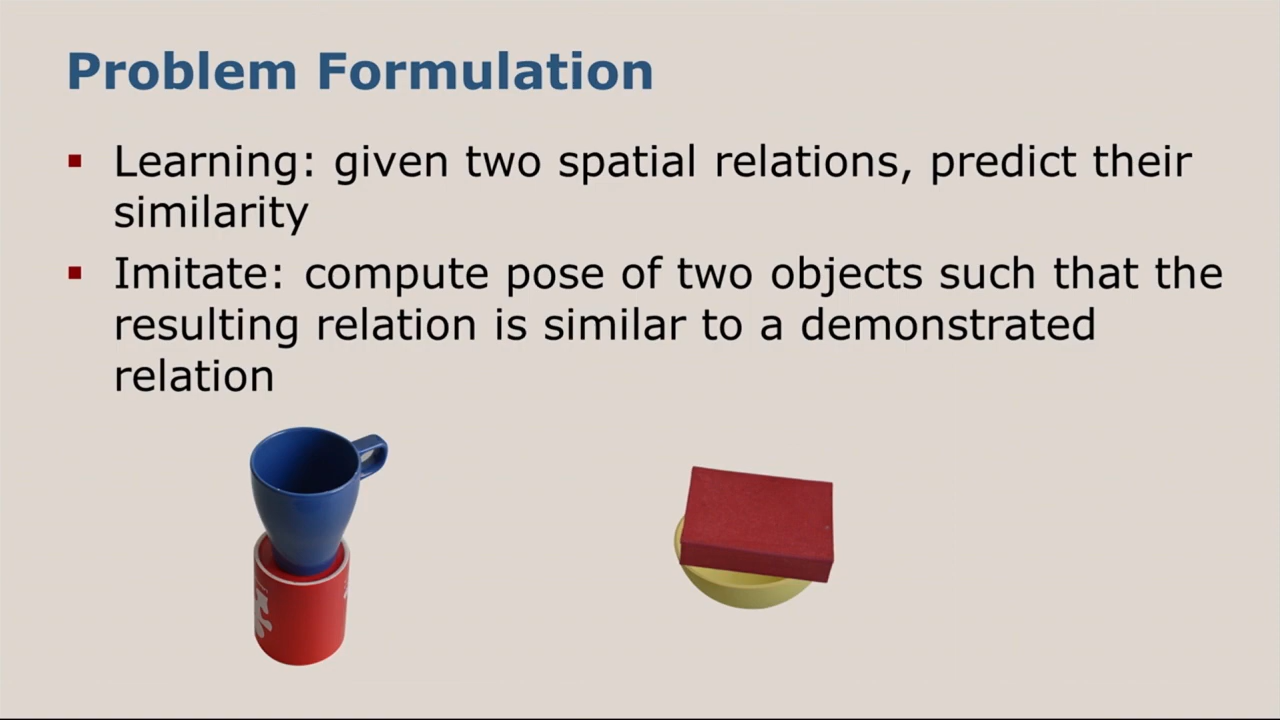 Problem Formulation
Learning: given two spatial relations, predict their
similarity
Imitate: compute pose of two objects such that the
resulting relation is similar to a demonstrated
relation